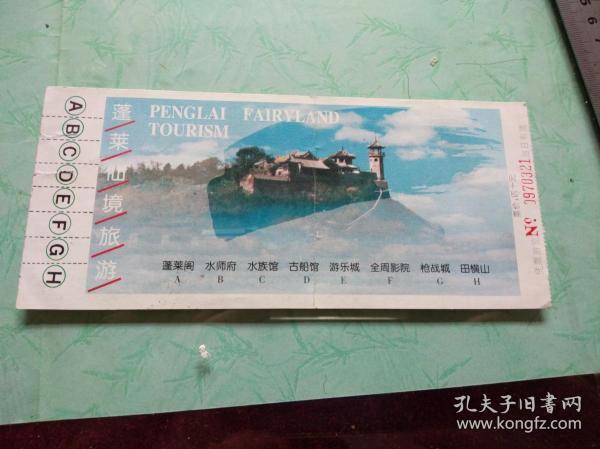 蓬莱仙境旅游
PENGLAI FAIRYLAND
TOURISM
A
B
C
D
E
F
G
H
蓬莱阁 水师府 水族馆 古船馆 游乐城 全周影院 枪战城 田横山
A B C D E F G H
No 0970321
孔夫子旧书网
www.kongfz.com